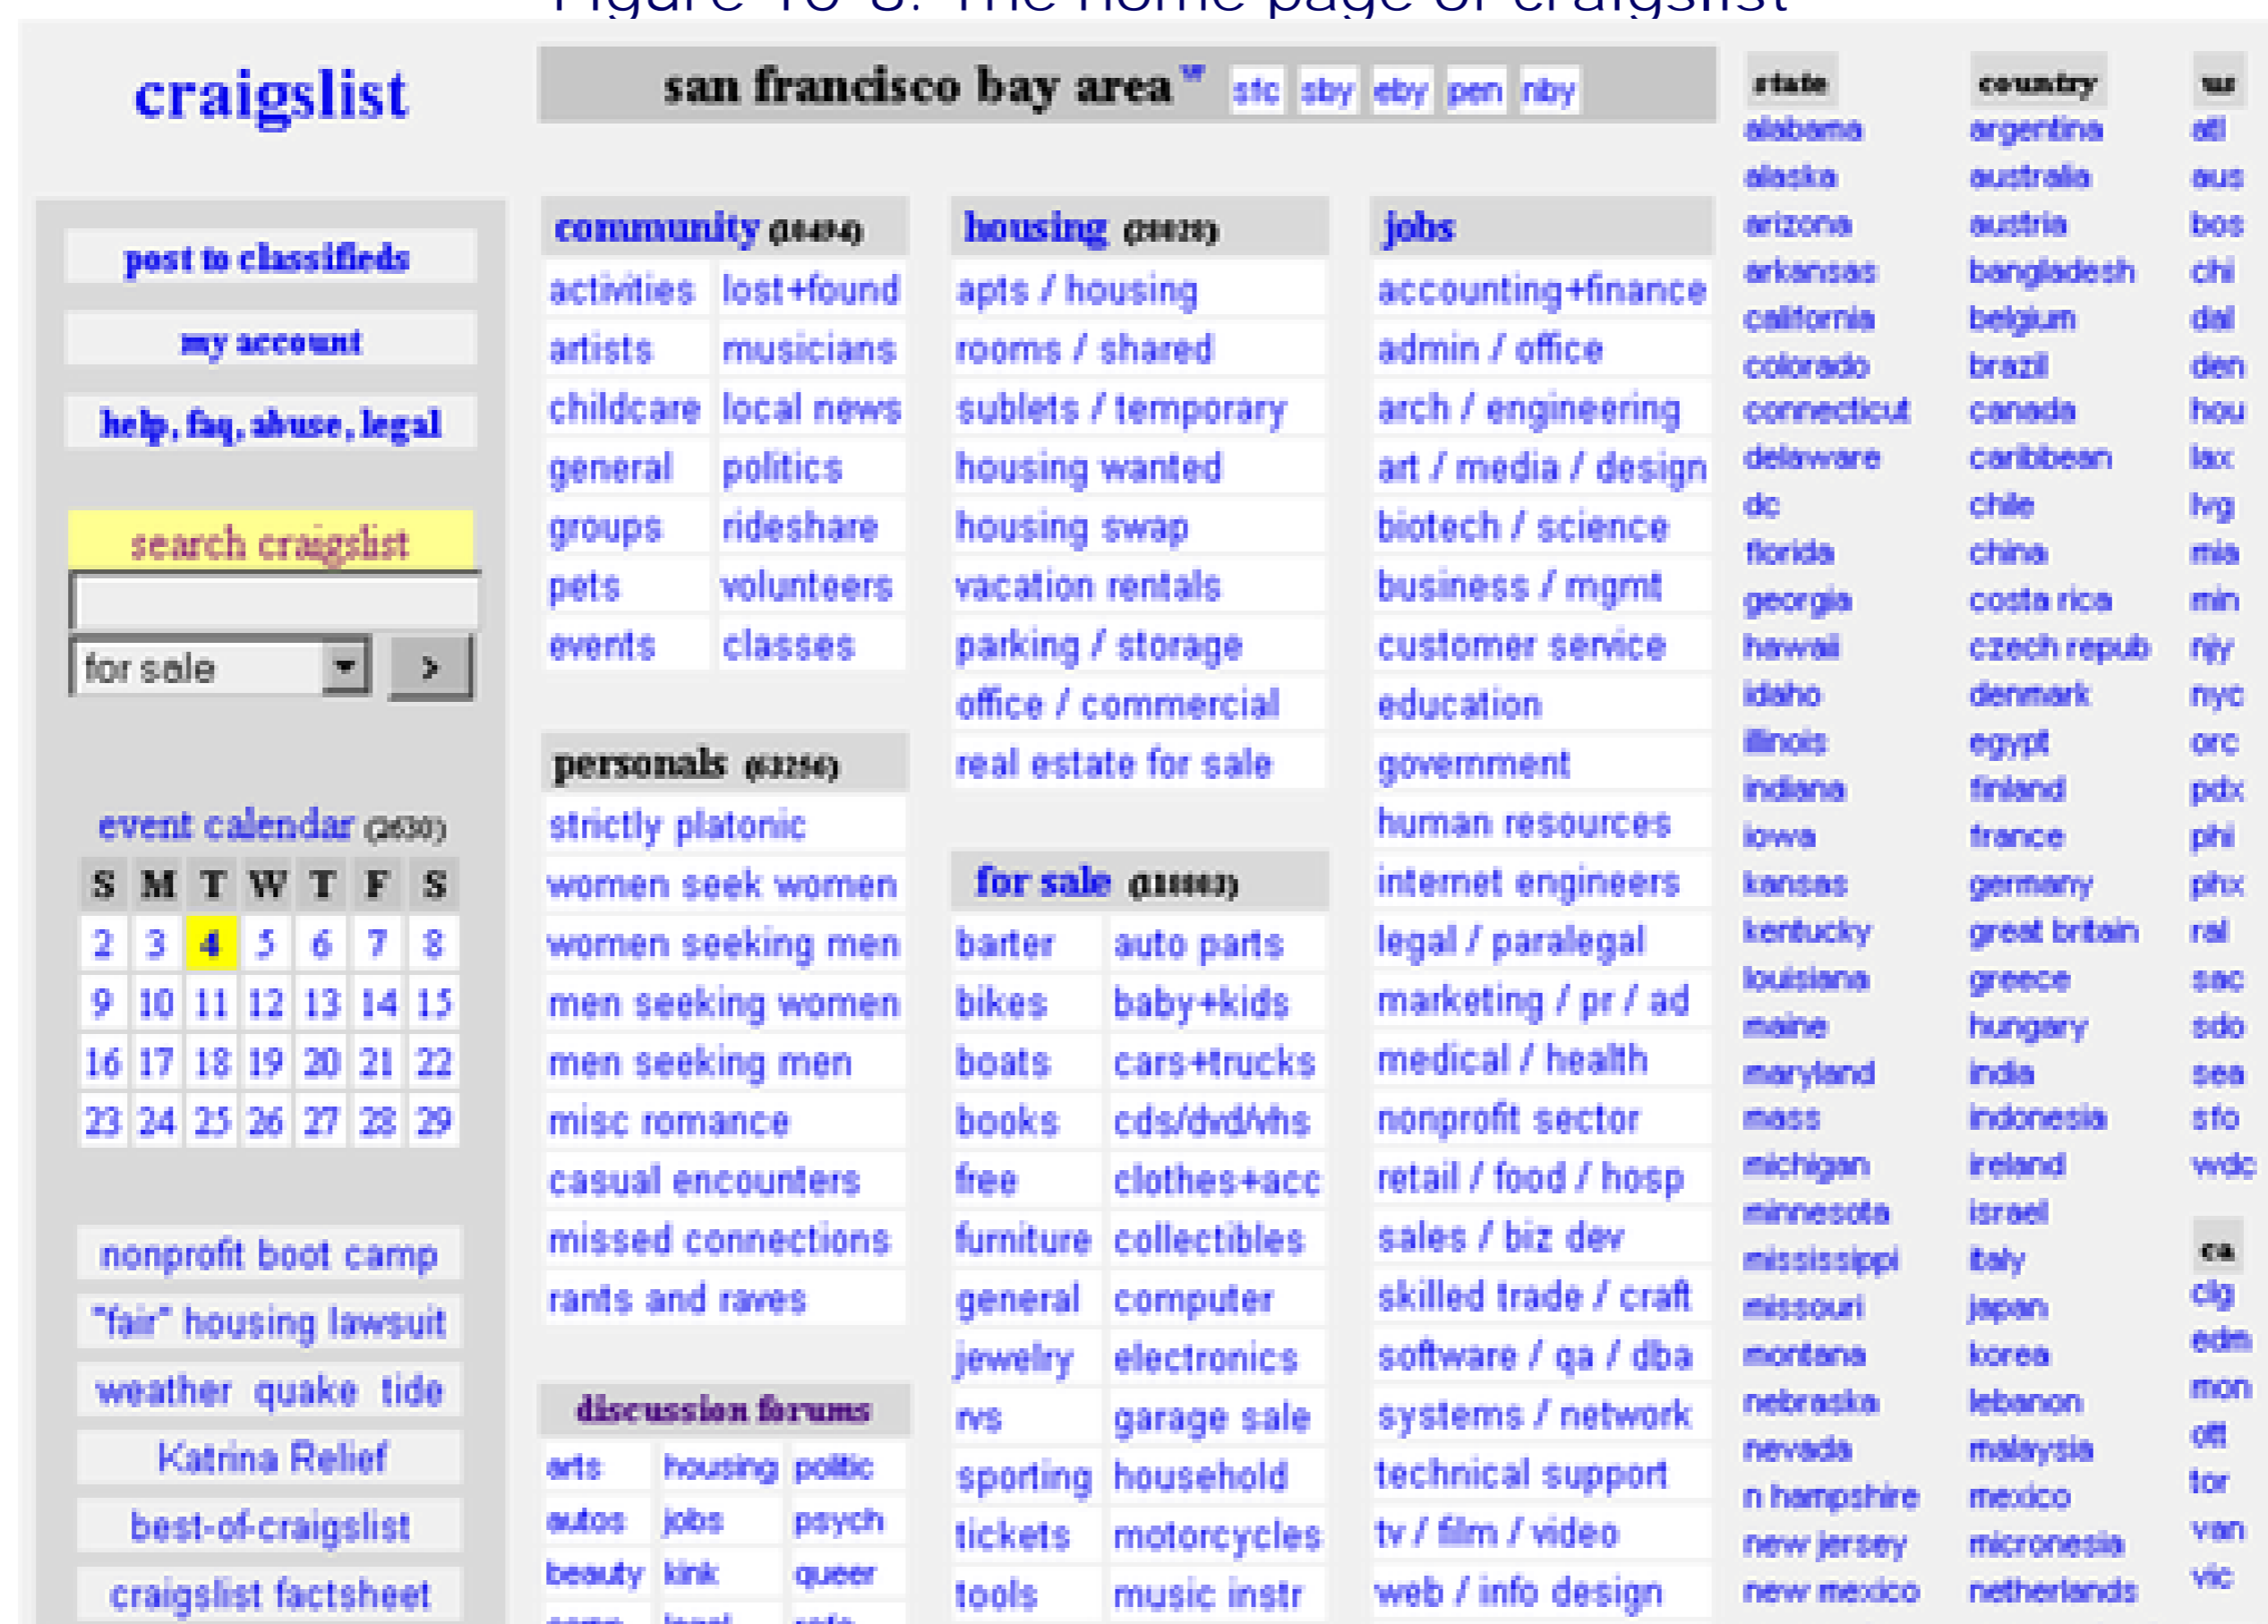 Figure 10-8: The home page of craigslist
craigslist
post to classifieds
my account
help, faq, abuse, legal
search craigslist
for sale
>
event calendar (2630)
S M T W T F S
2 3 4 5 6 7 8
9 10 11 12 13 14 15
16 17 18 19 20 21 22
23 24 25 26 27 28 29
nonprofit boot camp
"fair" housing lawsuit
weather quake tide
Katrina Relief
best-of-craigslist
craigslist factsheet
san francisco bay area w sfc sby eby pen nby
community
activities lost+found
artists musicians
childcare local news
general politics
groups rideshare
pets volunteers
events classes
personals
strictly platonic
women seek women
women seeking men
men seeking women
men seeking men
misc romance
casual encounters
missed connections
rants and raves
discussion forums
arts housing politic
autos jobs psych
beauty kink queer
housing
apts / housing
rooms / shared
sublets / temporary
housing wanted
housing swap
vacation rentals
parking / storage
office / commercial
real estate for sale
for sale
barter auto parts
bikes baby+kids
boats cars+trucks
books cds/dvd/vhs
free clothes+acc
furniture collectibles
general computer
jewelry electronics
rvs garage sale
sporting household
tickets motorcycles
tools music instr
jobs
accounting+finance
admin / office
arch / engineering
art / media / design
biotech / science
business / mgmt
customer service
education
government
human resources
internet engineers
legal / paralegal
marketing / pr / ad
medical / health
nonprofit sector
retail / food / hosp
sales / biz dev
skilled trade / craft
software / qa / dba
systems / network
technical support
tv / film / video
web / info design
state
alabama
alaska
arizona
arkansas
california
colorado
connecticut
delaware
dc
florida
georgia
hawaii
idaho
illinois
indiana
iowa
kansas
kentucky
louisiana
maine
maryland
mass
michigan
minnesota
mississippi
missouri
montana
nebraska
nevada
n hampshire
new jersey
new mexico
country
argentina
australia
austria
bangladesh
belgium
brazil
canada
caribbean
chile
china
costa rica
czech repub
denmark
egypt
finland
france
germany
great britain
greece
hungary
india
indonesia
ireland
israel
italy
japan
korea
lebanon
malaysia
mexico
micronesia
netherlands
us
atl
aus
bos
chi
dal
den
hou
lax
lvg
mia
min
njy
nyc
orc
pdx
phi
phx
ral
sac
sdo
sea
sfo
wdc
ca
clg
edm
mon
ott
tor
van
vic